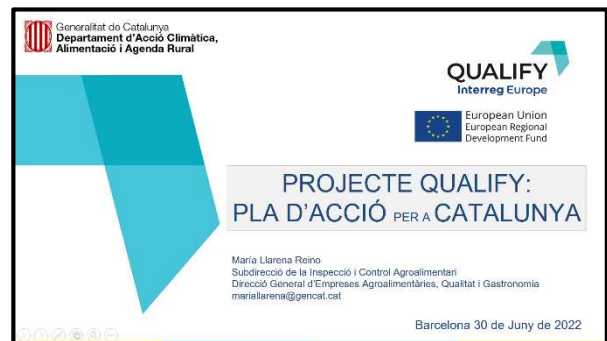 Generalitat de Catalunya
Departament d'Acció Climàtica,
Alimentació i Agenda Rural
QUALIFY
Interreg Europe
European Union
European Regional
Development Fund
PROJECTE QUALIFY:
PLA D'ACCIÓ PER A CATALUNYA
María Llarena Reino
Subdirecció de la Inspecció i Control Agroalimentari
Direcció General d'Empreses Agroalimentàries, Qualitat i Gastronomia
mariallarena@gencat.cat
Barcelona 30 de Juny de 2022